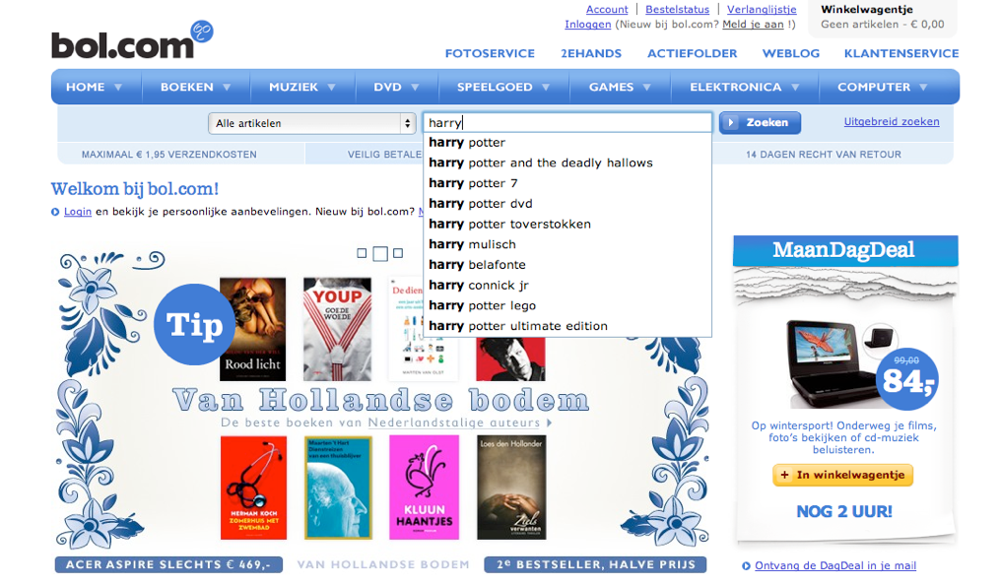 Account | Bestelstatus | Verlanglijstje
Inloggen (Nieuw bij bol.com? Meld je aan !)
Winkelwagentje
Geen artikelen - € 0,00
bol.com
FOTOSERVICE 2EHANDS ACTIEFOLDER WEBLOG KLANTENSERVICE
HOME BOEKEN MUZIEK DVD SPEELGOED GAMES ELEKTRONICA COMPUTER
Alle artikelen
harry
Zoeken
Uitgebreid zoeken
MAXIMAAL € 1,95 VERZENDKOSTEN
VEILIG BETALE
14 DAGEN RECHT VAN RETOUR
harry potter
harry potter and the deadly hallows
harry potter 7
harry potter dvd
harry potter toverstokken
harry mulisch
harry belafonte
harry connick jr
harry potter lego
harry potter ultimate edition
Welkom bij bol.com!
Login en bekijk je persoonlijke aanbevelingen. Nieuw bij bol.com?
Tip
Rood licht
YOUP
GOEDE
WOEDE
De dien
Van Hollandse bodem
De beste boeken van Nederlandstalige auteurs
HERMAN KOCH
ZOMERHUIS MET
ZWEMBAD
Maarten 't Hart
Dienstreizen
van een thuisblijver
KLUUN
HAANTJES
Loes den Hollander
Ziels
verwanten
ACER ASPIRE SLECHTS € 469,-
VAN HOLLANDSE BODEM
2e BESTSELLER, HALVE PRIJS
MaanDagDeal
99,00
84,-
Op wintersport! Onderweg je films,
foto's bekijken of cd-muziek
beluisteren.
+ In winkelwagentje
NOG 2 UUR!
Ontvang de DagDeal in je mail